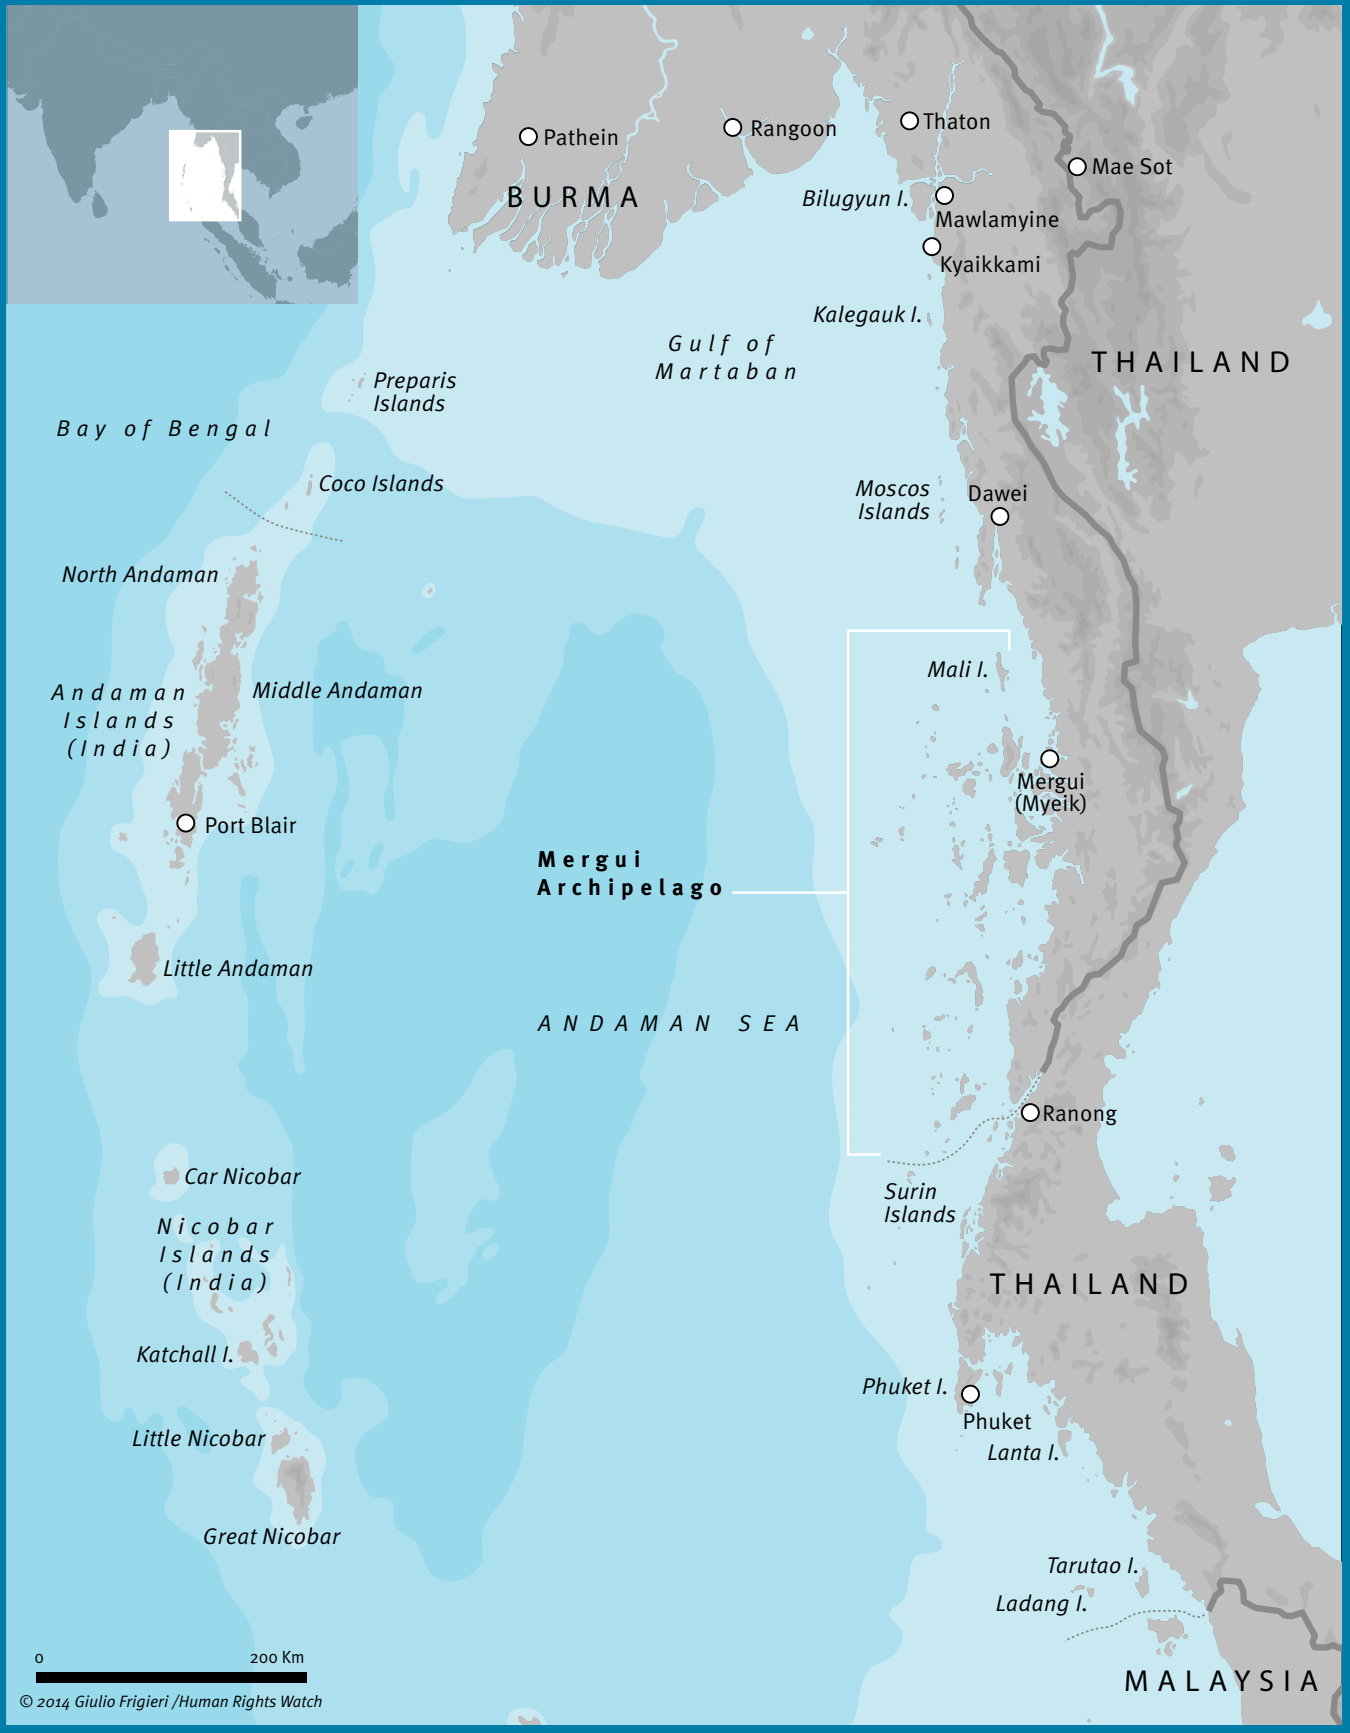 Pathein
Rangoon
Thaton
Mae Sot
BURMA
Bilugyun I.
Mawlamyine
Kyaikkami
Kalegauk I.
Gulf of
Martaban
THAILAND
Preparis
Islands
Bay of Bengal
Coco Islands
Moscos
Islands
Dawei
North Andaman
Mali I.
Andaman
Islands
(India)
Middle Andaman
Mergui
(Myeik)
Port Blair
Mergui
Archipelago
Little Andaman
ANDAMAN SEA
Ranong
Car Nicobar
Surin
Islands
Nicobar
Islands
(India)
THAILAND
Katchall I.
Phuket I.
Phuket
Little Nicobar
Lanta I.
Great Nicobar
Tarutao I.
Ladang I.
0 200 Km
MALAYSIA
© 2014 Giulio Frigieri /Human Rights Watch